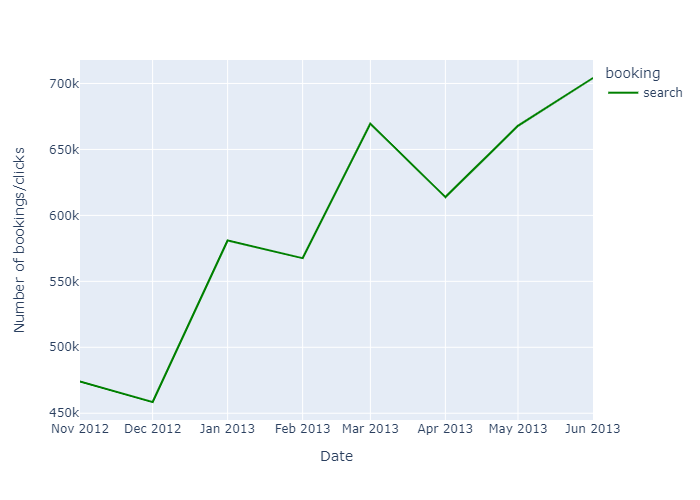 booking
search
700k
650k
600k
550k
500k
450k
Number of bookings/clicks
Nov 2012 Dec 2012 Jan 2013 Feb 2013 Mar 2013 Apr 2013 May 2013 Jun 2013
Date